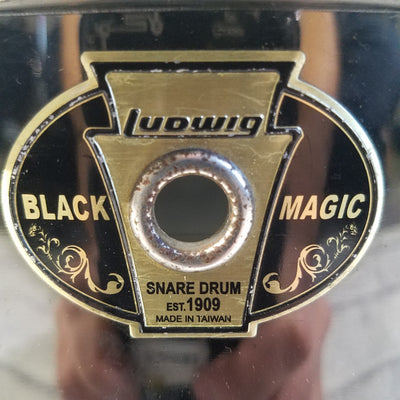 Ludwig
BLACK MAGIC
SNARE DRUM
EST. 1909
MADE IN TAIWAN